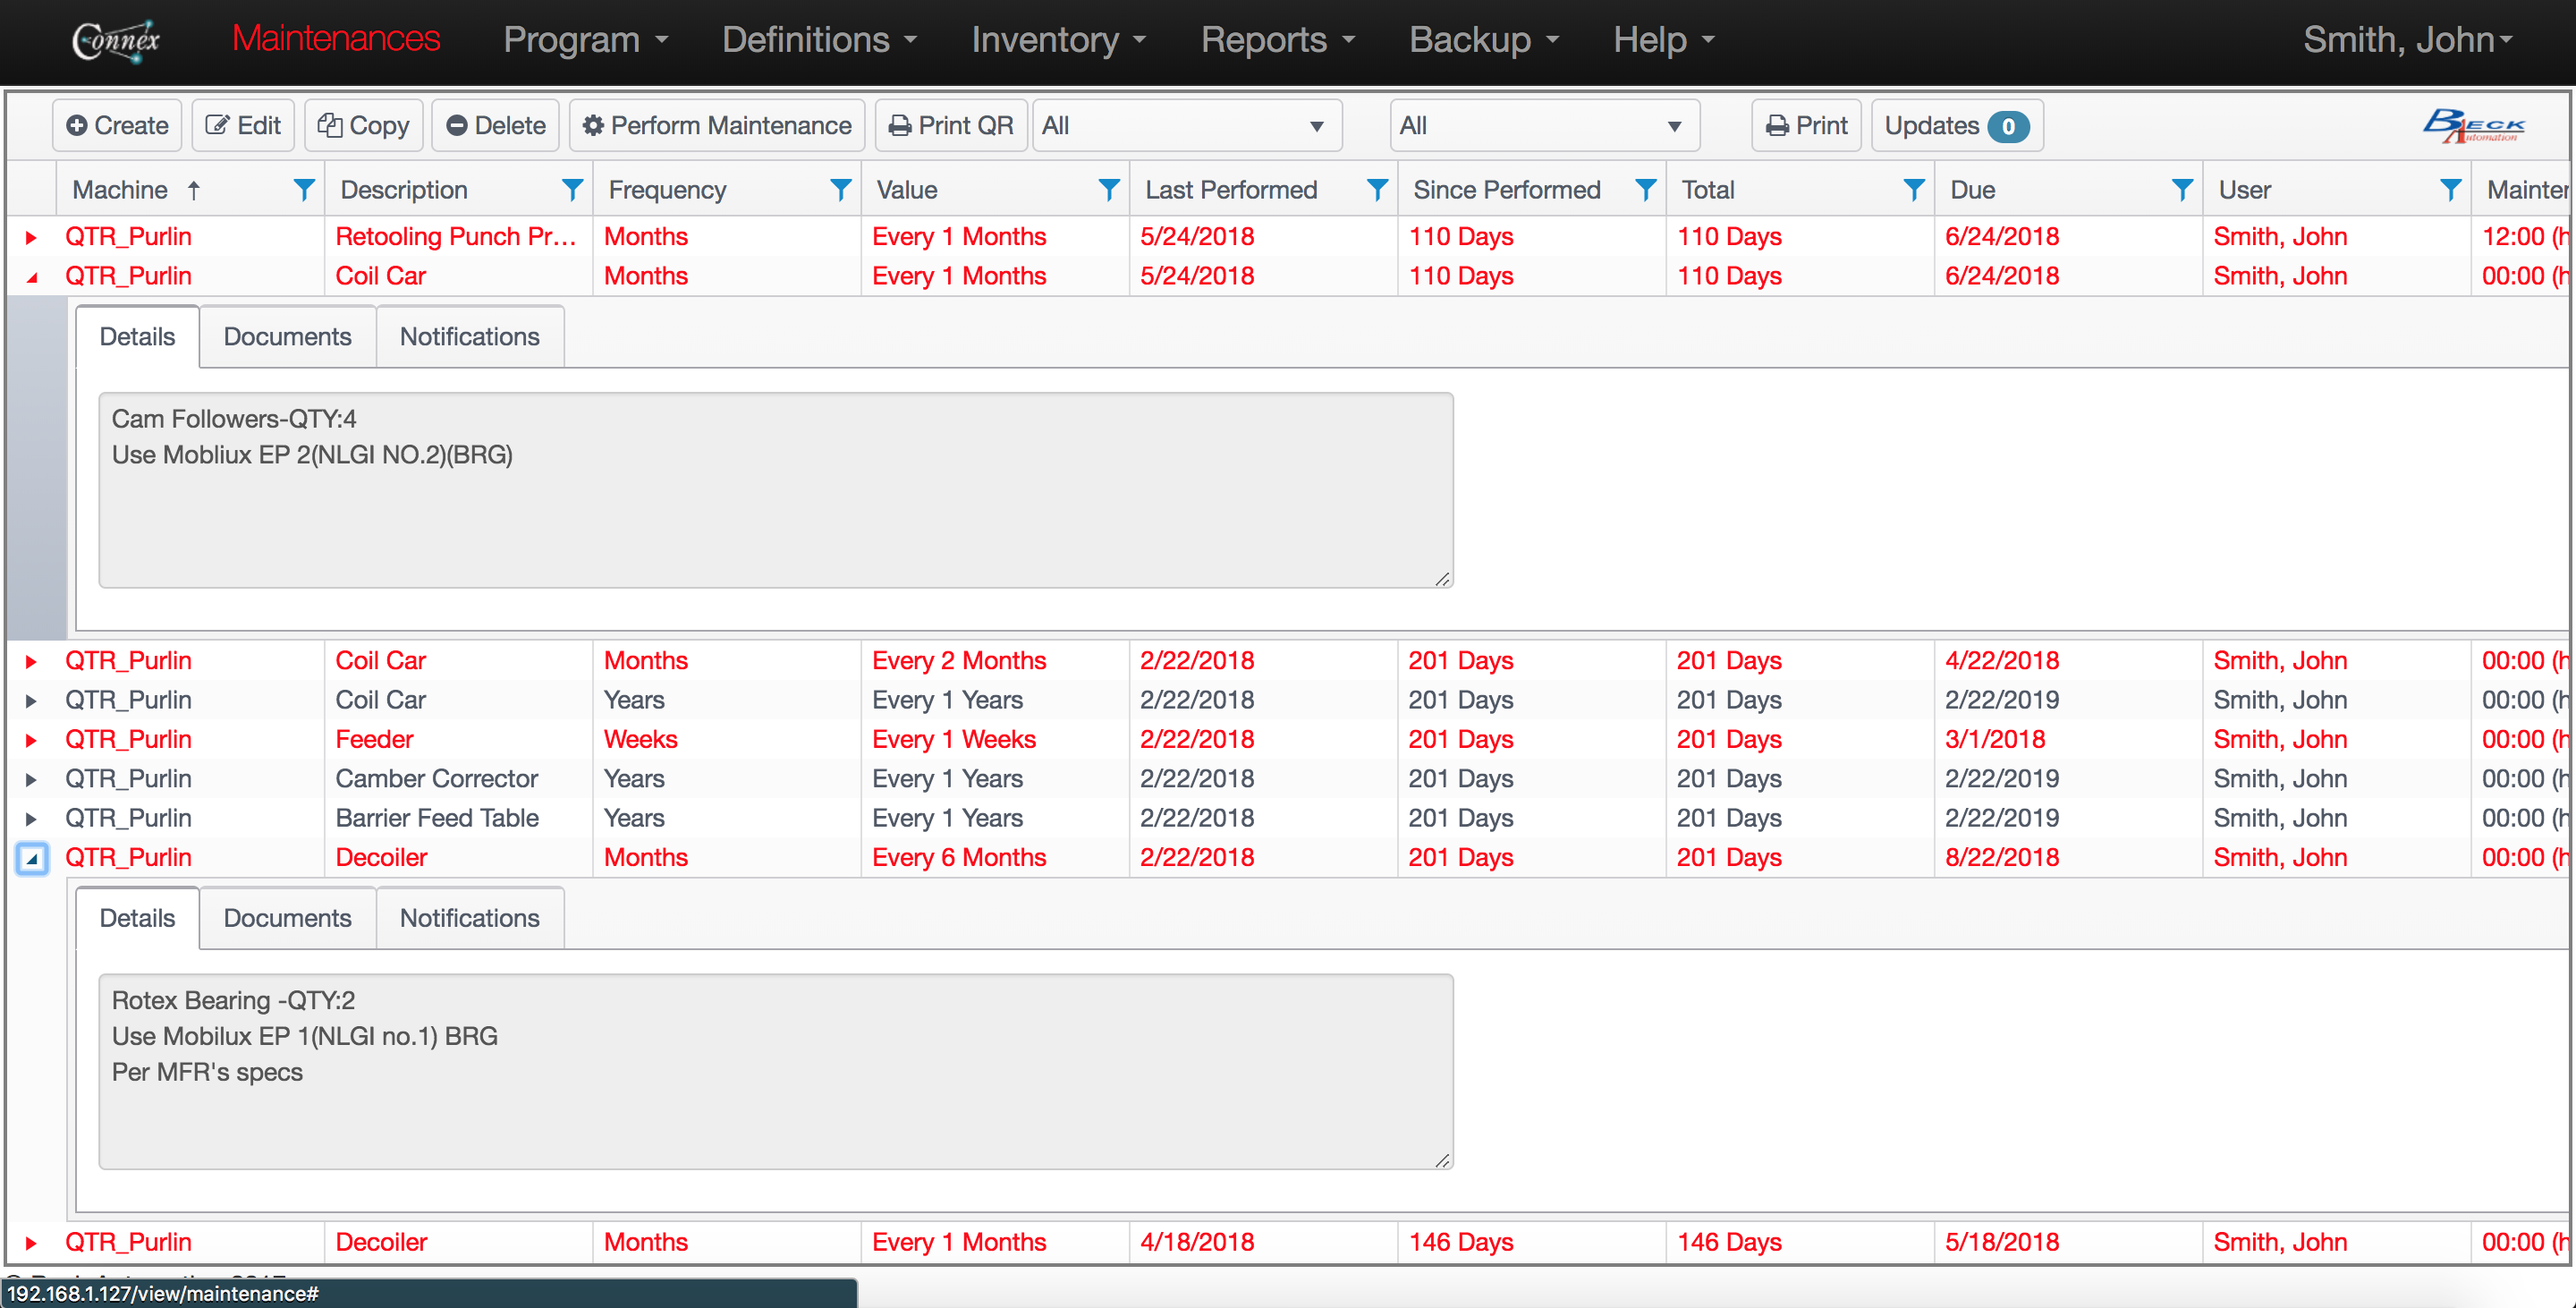 Connex Maintenances Program Definitions Inventory Reports Backup Help Smith, John
Create Edit Copy Delete Perform Maintenance Print QR All All Print Updates 0 BECK Automation
Machine Description Frequency Value Last Performed Since Performed Total Due User Mainter
QTR_Purlin Retooling Punch Pr... Months Every 1 Months 5/24/2018 110 Days 110 Days 6/24/2018 Smith, John 12:00 (h
QTR_Purlin Coil Car Months Every 1 Months 5/24/2018 110 Days 110 Days 6/24/2018 Smith, John 00:00 (h
Details Documents Notifications
Cam Followers-QTY:4
Use Mobliux EP 2(NLGI NO.2)(BRG)
QTR_Purlin Coil Car Months Every 2 Months 2/22/2018 201 Days 201 Days 4/22/2018 Smith, John 00:00 (h
QTR_Purlin Coil Car Years Every 1 Years 2/22/2018 201 Days 201 Days 2/22/2019 Smith, John 00:00 (h
QTR_Purlin Feeder Weeks Every 1 Weeks 2/22/2018 201 Days 201 Days 3/1/2018 Smith, John 00:00 (h
QTR_Purlin Camber Corrector Years Every 1 Years 2/22/2018 201 Days 201 Days 2/22/2019 Smith, John 00:00 (h
QTR_Purlin Barrier Feed Table Years Every 1 Years 2/22/2018 201 Days 201 Days 2/22/2019 Smith, John 00:00 (h
QTR_Purlin Decoiler Months Every 6 Months 2/22/2018 201 Days 201 Days 8/22/2018 Smith, John 00:00 (h
Details Documents Notifications
Rotex Bearing -QTY:2
Use Mobilux EP 1(NLGI no.1) BRG
Per MFR's specs
QTR_Purlin Decoiler Months Every 1 Months 4/18/2018 146 Days 146 Days 5/18/2018 Smith, John 00:00 (h
192.168.1.127/view/maintenance#